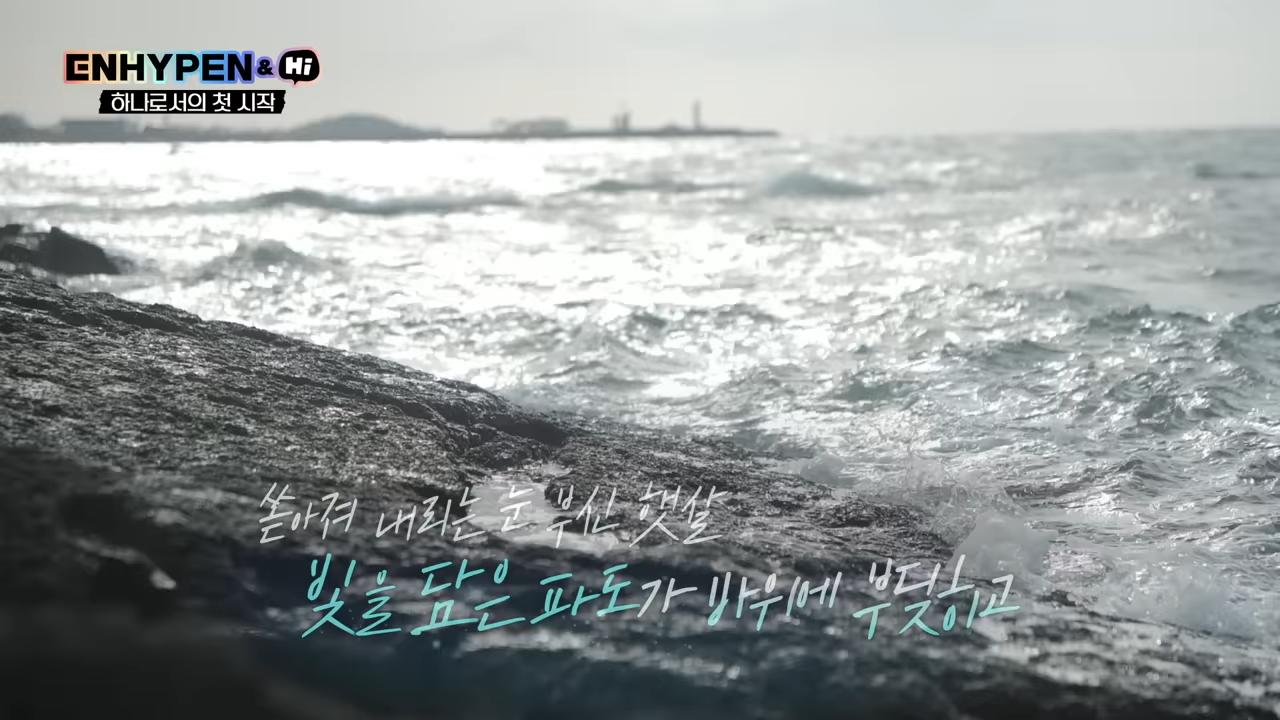 ENHYPEN & Hi
하나로서의 첫 시작
쏟아져 내리는 눈 부신 햇살
빛을 담은 파도가 바위에 부딪히고